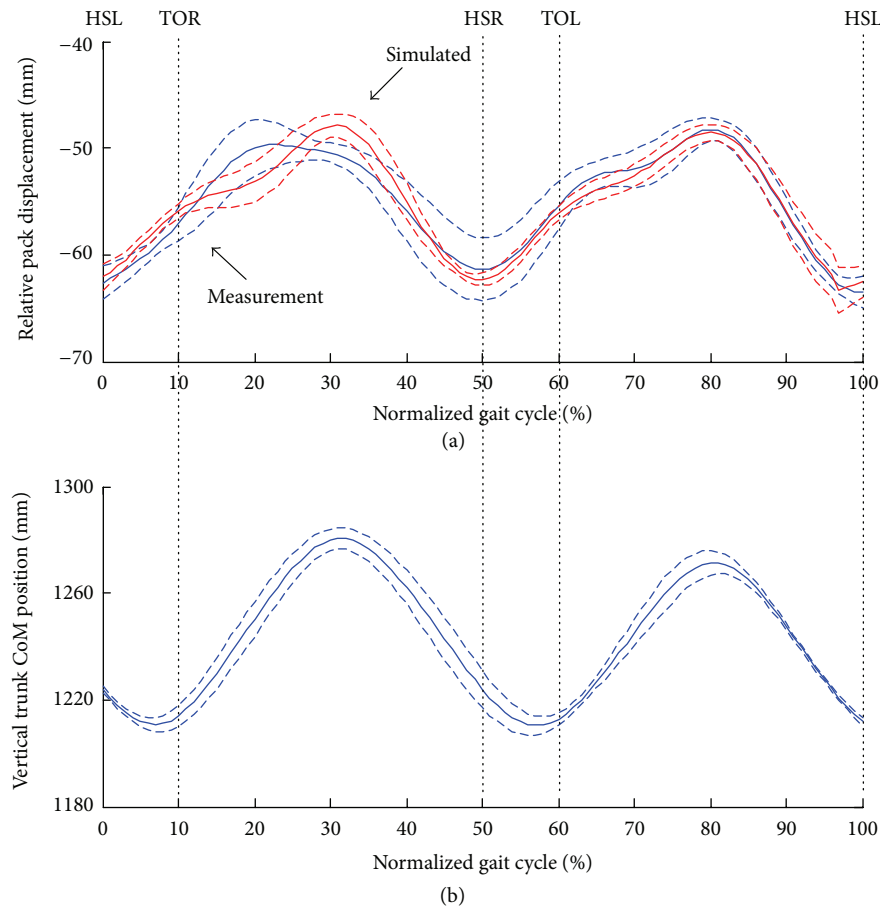 HSL TOR HSR TOL HSL
−40
Simulated
−50
−60
Measurement
−70
Relative pack displacement (mm)
0 10 20 30 40 50 60 70 80 90 100
Normalized gait cycle (%)
(a)
1300
1260
1220
1180
Vertical trunk CoM position (mm)
0 10 20 30 40 50 60 70 80 90 100
Normalized gait cycle (%)
(b)